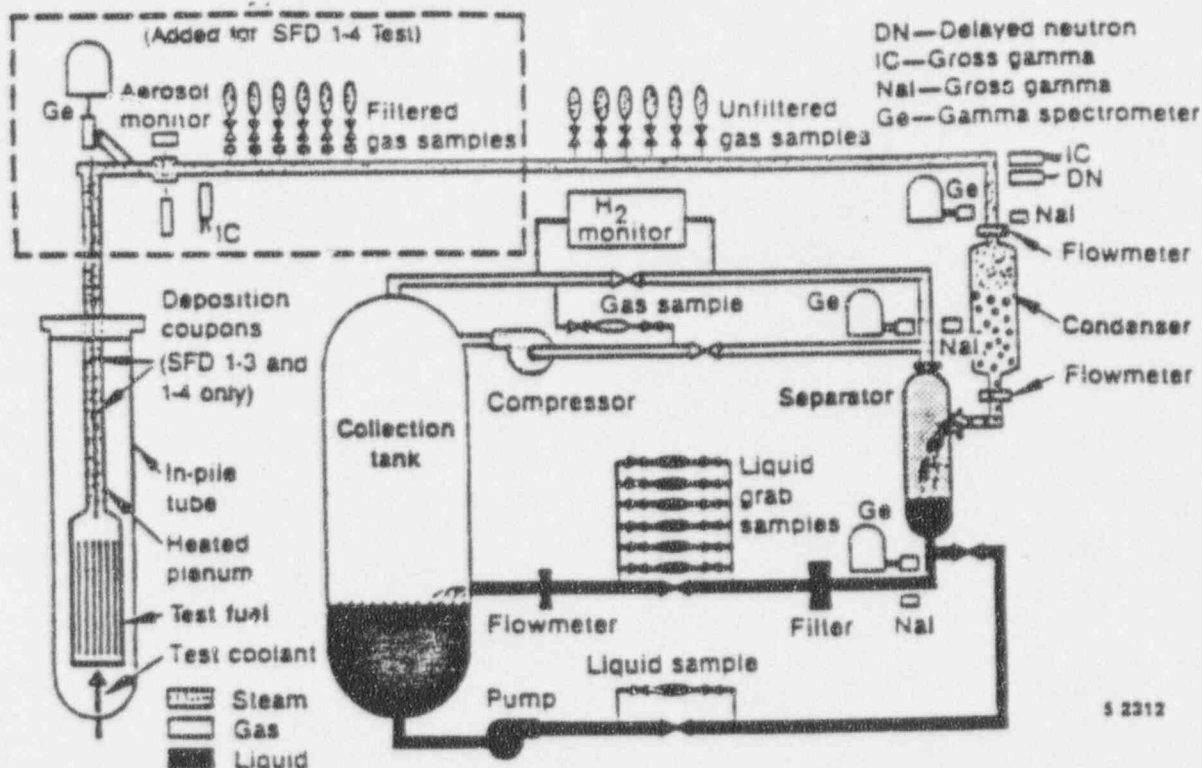 (Added for SFD 1-4 Test)
DN—Delayed neutron
IC—Gross gamma
NaI—Gross gamma
Ge—Gamma spectrometer
Ge
Aerosol
monitor
Filtered
gas samples
Unfiltered
gas samples
IC
DN
Ge
NaI
IC
H2
monitor
Flowmeter
Deposition
coupons
(SFD 1-3 and
1-4 only)
Gas sample
Ge
NaI
Condenser
Compressor
Separator
Flowmeter
Collection
tank
In-pile
tube
Liquid
grab
samples
Ge
Heated
plenum
Test fuel
Flowmeter
Filter
NaI
Test coolant
Liquid sample
Steam
Pump
S 2312
Gas
Liquid